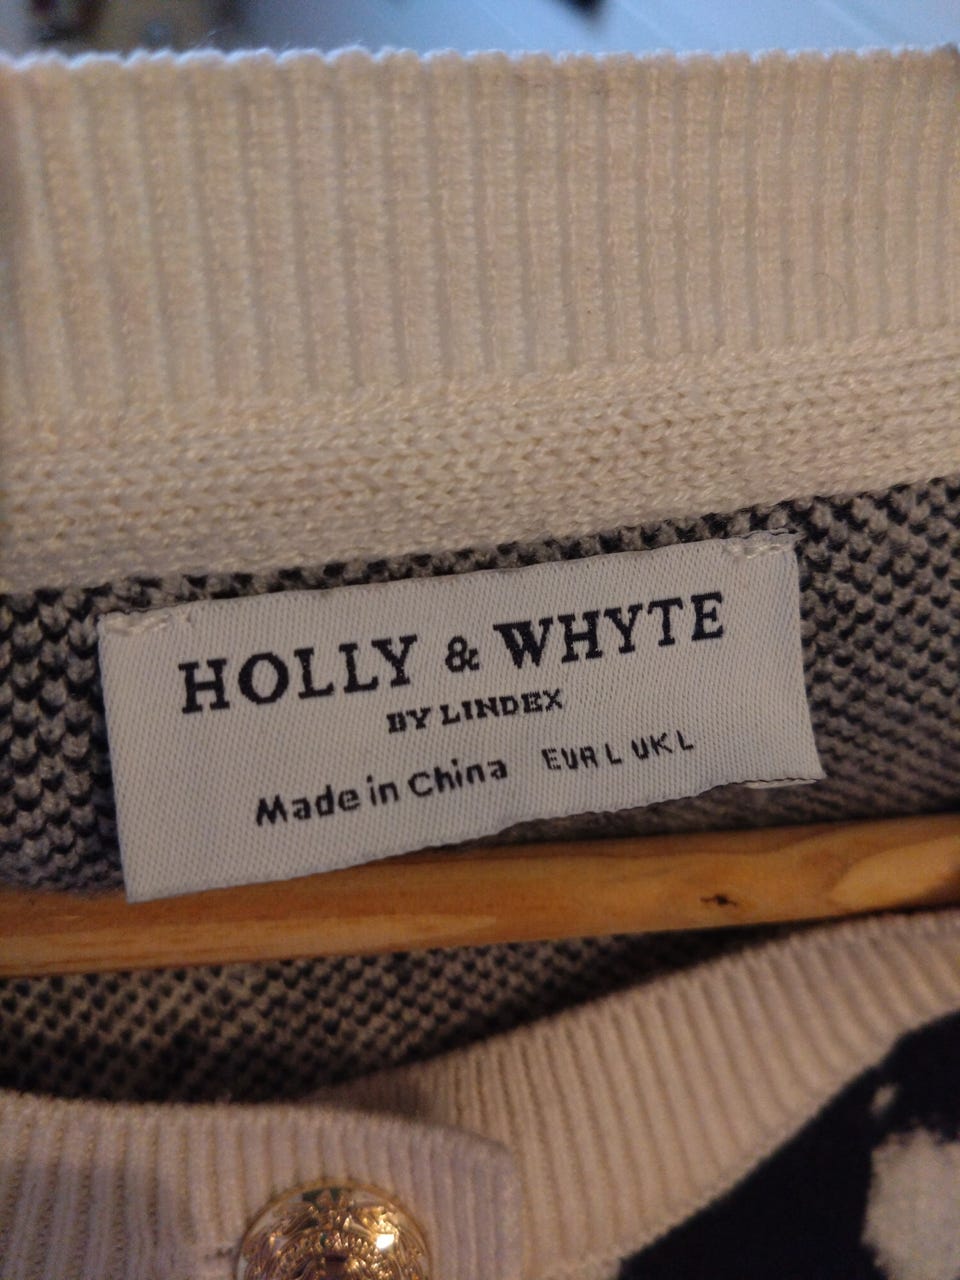 HOLLY & WHYTE
BY LINDEX
Made in China EUR L UK L